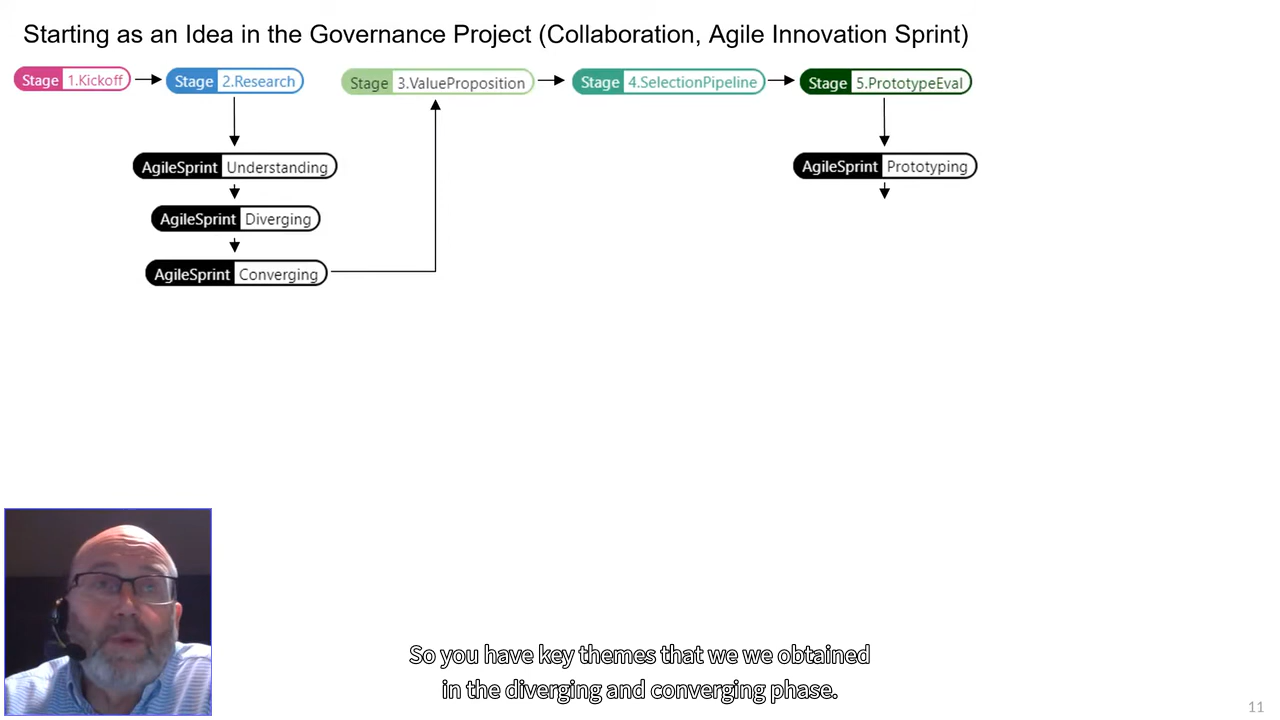 Starting as an Idea in the Governance Project (Collaboration, Agile Innovation Sprint)
Stage 1.Kickoff
Stage 2.Research
Stage 3.ValueProposition
Stage 4.SelectionPipeline
Stage 5.PrototypeEval
AgileSprint Understanding
AgileSprint Prototyping
AgileSprint Diverging
AgileSprint Converging
So you have key themes that we we obtained
in the diverging and converging phase.
11